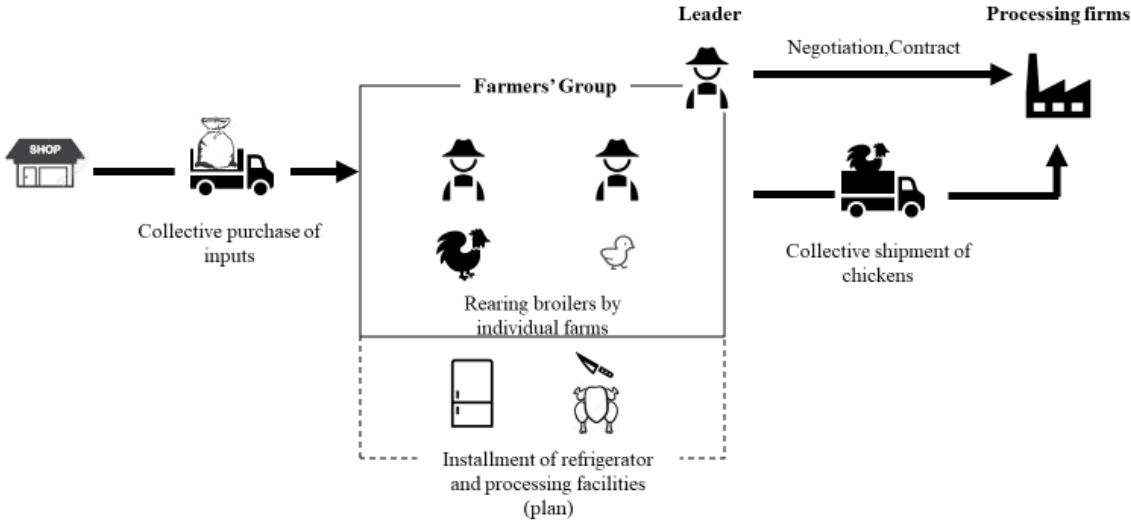 Leader
Processing firms
Negotiation,Contract
Farmers’ Group
SHOP
Collective purchase of
inputs
Collective shipment of
chickens
Rearing broilers by
individual farms
Installment of refrigerator
and processing facilities
(plan)